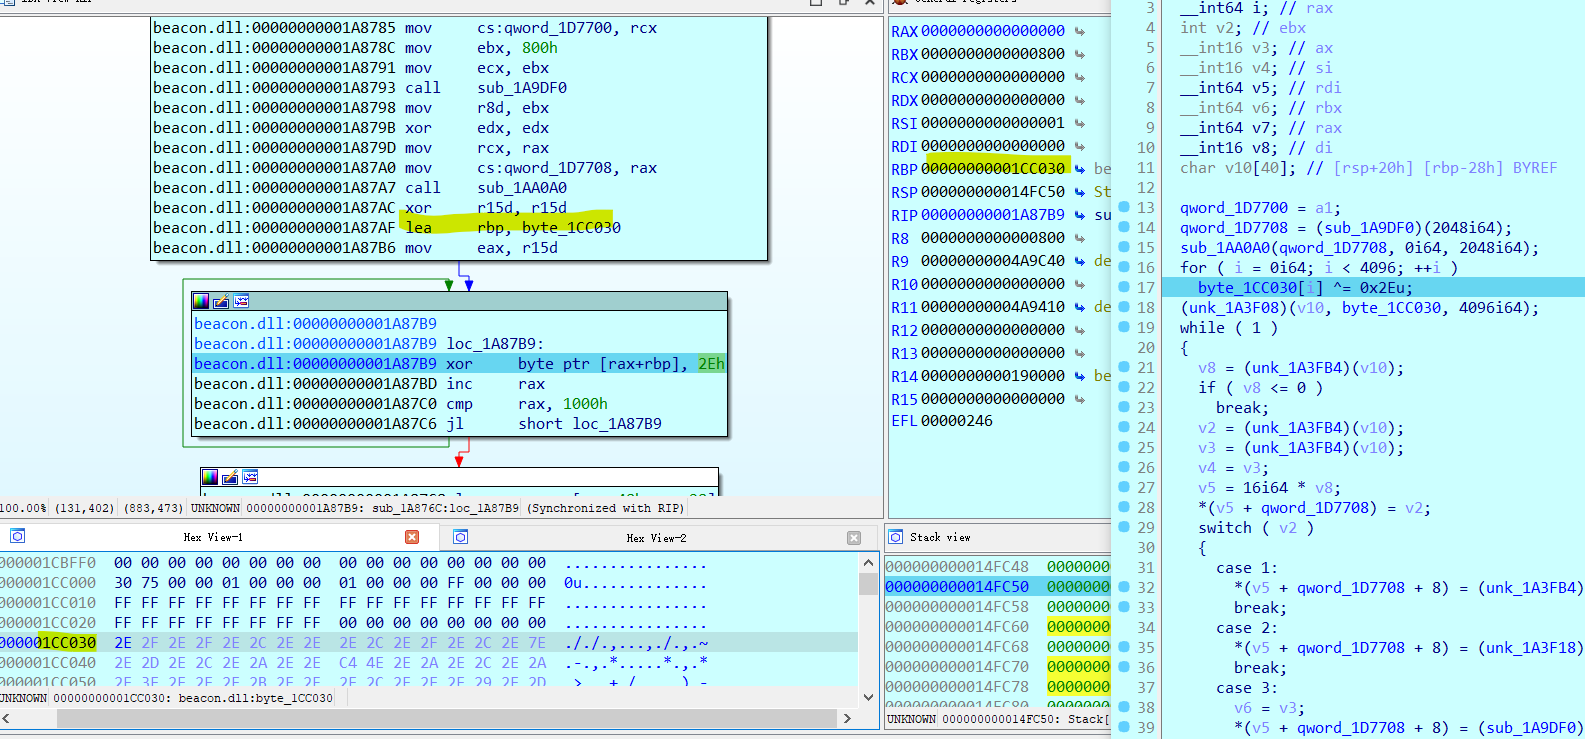 beacon.dll:00000000001A8785 mov cs:qword_1D7700, rcx
beacon.dll:00000000001A878C mov ebx, 800h
beacon.dll:00000000001A8791 mov ecx, ebx
beacon.dll:00000000001A8793 call sub_1A9DF0
beacon.dll:00000000001A8798 mov r8d, ebx
beacon.dll:00000000001A879B xor edx, edx
beacon.dll:00000000001A879D mov rcx, rax
beacon.dll:00000000001A87A0 mov cs:qword_1D7708, rax
beacon.dll:00000000001A87A7 call sub_1AA0A0
beacon.dll:00000000001A87AC xor r15d, r15d
beacon.dll:00000000001A87AF lea rbp, byte_1CC030
beacon.dll:00000000001A87B6 mov eax, r15d
beacon.dll:00000000001A87B9
beacon.dll:00000000001A87B9 loc_1A87B9:
beacon.dll:00000000001A87B9 xor byte ptr [rax+rbp], 2Eh
beacon.dll:00000000001A87BD inc rax
beacon.dll:00000000001A87C0 cmp rax, 1000h
beacon.dll:00000000001A87C6 jl short loc_1A87B9
100.00% (131,402) (883,473) UNKNOWN 00000000001A87B9: sub_1A876C:loc_1A87B9 (Synchronized with RIP)
RAX 0000000000000000
RBX 0000000000000800
RCX 0000000000000000
RDX 0000000000000000
RSI 0000000000000001
RDI 0000000000000000
RBP 00000000001CC030 be
RSP 000000000014FC50 St
RIP 00000000001A87B9 su
R8 0000000000000800
R9 00000000004A9C40 de
R10 0000000000000000
R11 00000000004A9410 de
R12 0000000000000000
R13 0000000000000000
R14 0000000000190000 be
R15 0000000000000000
EFL 00000246
3 __int64 i; // rax
4 int v2; // ebx
5 __int16 v3; // ax
6 __int16 v4; // si
7 __int64 v5; // rdi
8 __int64 v6; // rbx
9 __int64 v7; // rax
10 __int16 v8; // di
11 char v10[40]; // [rsp+20h] [rbp-28h] BYREF
12
13 qword_1D7700 = a1;
14 qword_1D7708 = (sub_1A9DF0)(2048i64);
15 sub_1AA0A0(qword_1D7708, 0i64, 2048i64);
16 for ( i = 0i64; i < 4096; ++i )
17 byte_1CC030[i] ^= 0x2Eu;
18 (unk_1A3F08)(v10, byte_1CC030, 4096i64);
19 while ( 1 )
20 {
21 v8 = (unk_1A3FB4)(v10);
22 if ( v8 <= 0 )
23 break;
24 v2 = (unk_1A3FB4)(v10);
25 v3 = (unk_1A3FB4)(v10);
26 v4 = v3;
27 v5 = 16i64 * v8;
28 *(v5 + qword_1D7708) = v2;
29 switch ( v2 )
30 {
31 case 1:
32 *(v5 + qword_1D7708 + 8) = (unk_1A3FB4)
33 break;
34 case 2:
35 *(v5 + qword_1D7708 + 8) = (unk_1A3F18)
36 break;
37 case 3:
38 v6 = v3;
39 *(v5 + qword_1D7708 + 8) = (sub_1A9DF0)
Hex View-1
Hex View-2
000001CBFF0 00 00 00 00 00 00 00 00 00 00 00 00 00 00 00 00 ................
000001CC000 30 75 00 00 01 00 00 00 01 00 00 00 FF 00 00 00 0u..............
000001CC010 FF FF FF FF FF FF FF FF FF FF FF FF FF FF FF FF ................
000001CC020 FF FF FF FF FF FF FF FF 00 00 00 00 00 00 00 00 ................
000001CC030 2E 2F 2E 2F 2E 2C 2E 2E 2E 2C 2E 2F 2E 2C 2E 7E ././.,...,./.,.~
000001CC040 2E 2D 2E 2C 2E 2A 2E 2E C4 4E 2E 2A 2E 2C 2E 2A .-.,.*.....*.,.*
UNKNOWN 00000000001CC030: beacon.dll:byte_1CC030
Stack view
000000000014FC48 0000000
000000000014FC50 0000000
000000000014FC58 0000000
000000000014FC60 0000000
000000000014FC68 0000000
000000000014FC70 0000000
000000000014FC78 0000000
UNKNOWN 000000000014FC50: Stack[